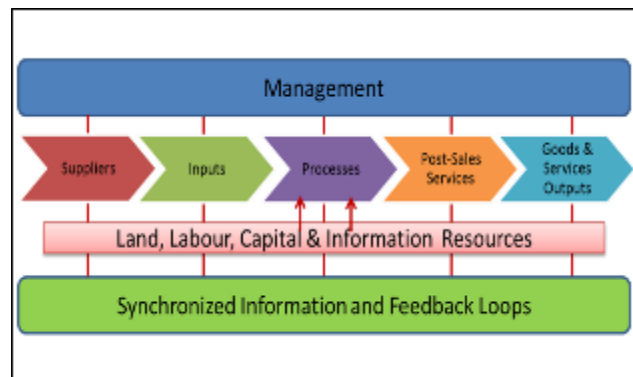 Management
Suppliers
Inputs
Processes
Post-Sales
Services
Goods &
Services
Outputs
Land, Labour, Capital & Information Resources
Synchronized Information and Feedback Loops